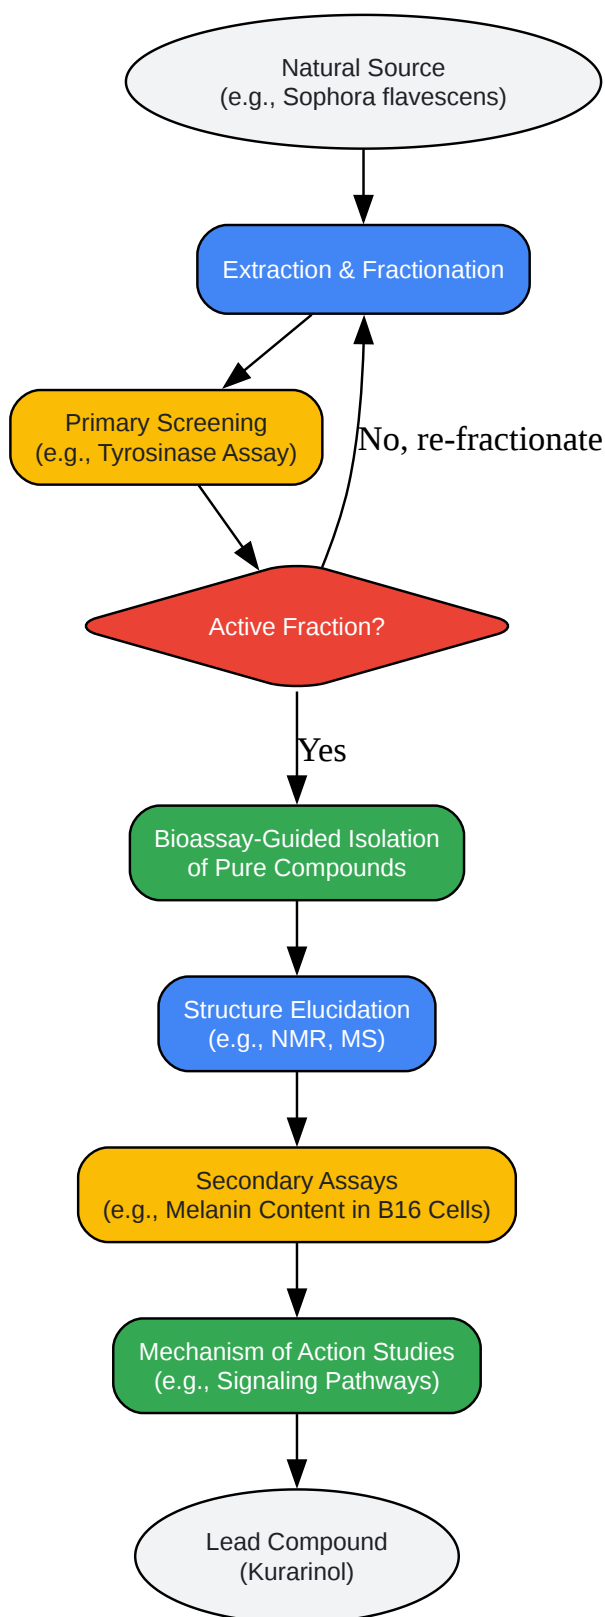 Natural Source
(e.g., Sophora flavescens)
Extraction & Fractionation
Primary Screening
(e.g., Tyrosinase Assay)
No, re-fractionate
Active Fraction?
Yes
Bioassay-Guided Isolation
of Pure Compounds
Structure Elucidation
(e.g., NMR, MS)
Secondary Assays
(e.g., Melanin Content in B16 Cells)
Mechanism of Action Studies
(e.g., Signaling Pathways)
Lead Compound
(Kurarinol)